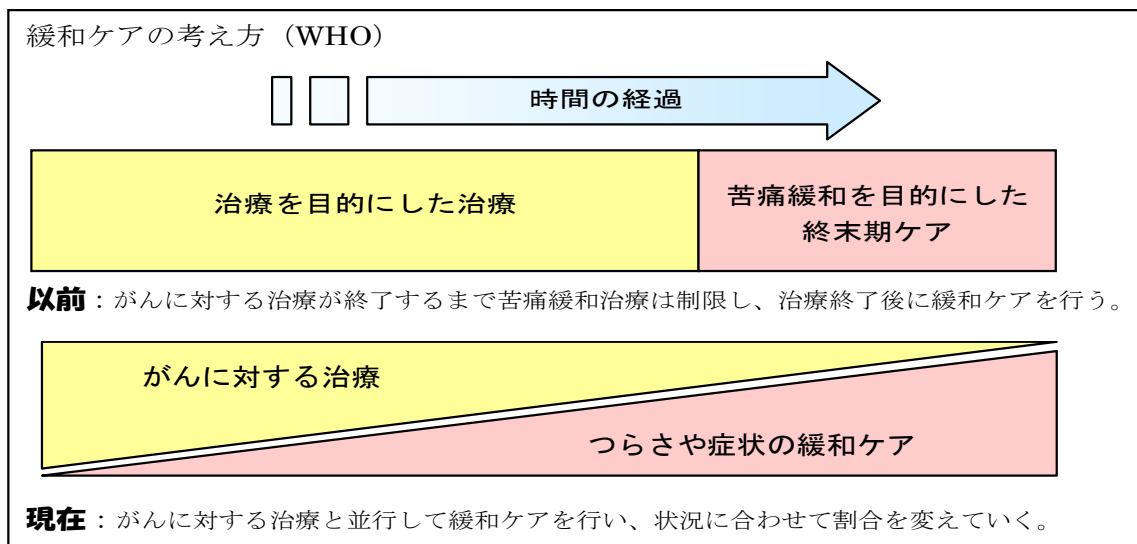 緩和ケアの考え方（WHO）
時間の経過
治療を目的にした治療
苦痛緩和を目的にした
終末期ケア
以前：がんに対する治療が終了するまで苦痛緩和治療は制限し、治療終了後に緩和ケアを行う。
がんに対する治療
つらさや症状の緩和ケア
現在：がんに対する治療と並行して緩和ケアを行い、状況に合わせて割合を変えていく。